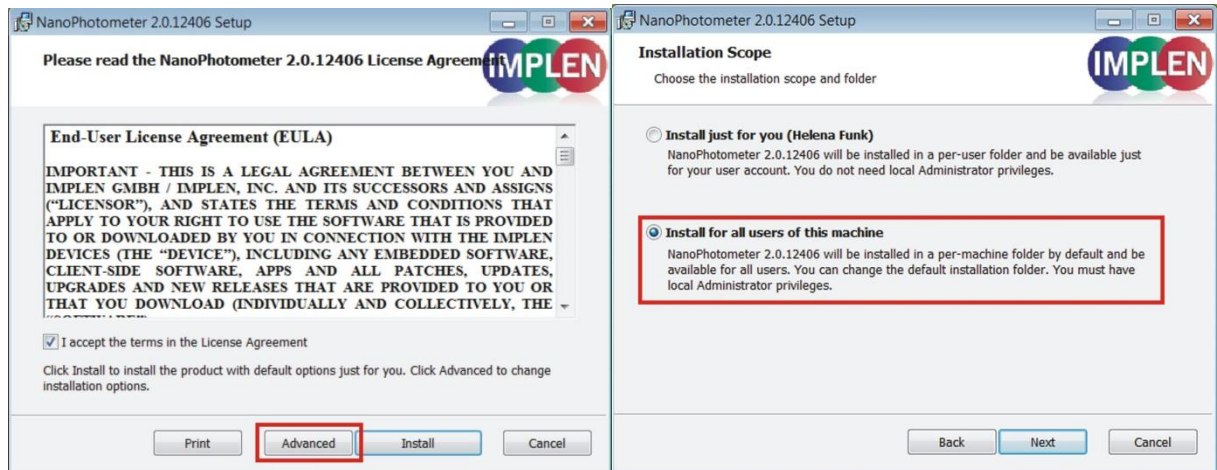 NanoPhotometer 2.0.12406 Setup
Please read the NanoPhotometer 2.0.12406 License Agreement
IMPLEN
End-User License Agreement (EULA)
IMPORTANT - THIS IS A LEGAL AGREEMENT BETWEEN YOU AND
IMPLEN GMBH / IMPLEN, INC. AND ITS SUCCESSORS AND ASSIGNS
(“LICENSOR”), AND STATES THE TERMS AND CONDITIONS THAT
APPLY TO YOUR RIGHT TO USE THE SOFTWARE THAT IS PROVIDED
TO OR DOWNLOADED BY YOU IN CONNECTION WITH THE IMPLEN
DEVICES (THE “DEVICE”), INCLUDING ANY EMBEDDED SOFTWARE,
CLIENT-SIDE SOFTWARE, APPS AND ALL PATCHES, UPDATES,
UPGRADES AND NEW RELEASES THAT ARE PROVIDED TO YOU OR
THAT YOU DOWNLOAD (INDIVIDUALLY AND COLLECTIVELY, THE
I accept the terms in the License Agreement
Click Install to install the product with default options just for you. Click Advanced to change
installation options.
Print
Advanced
Install
Cancel
NanoPhotometer 2.0.12406 Setup
Installation Scope
Choose the installation scope and folder
IMPLEN
Install just for you (Helena Funk)
NanoPhotometer 2.0.12406 will be installed in a per-user folder and be available just
for your user account. You do not need local Administrator privileges.
Install for all users of this machine
NanoPhotometer 2.0.12406 will be installed in a per-machine folder by default and be
available for all users. You can change the default installation folder. You must have
local Administrator privileges.
Back
Next
Cancel